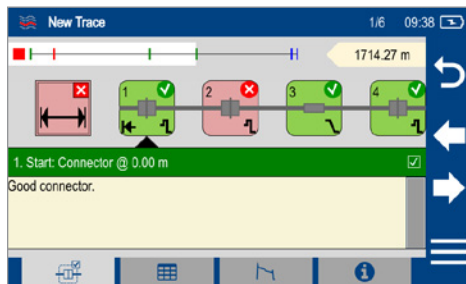 New Trace 1/6 09:38
1714.27 m
1 2 3 4
1. Start: Connector @ 0.00 m
Good connector.